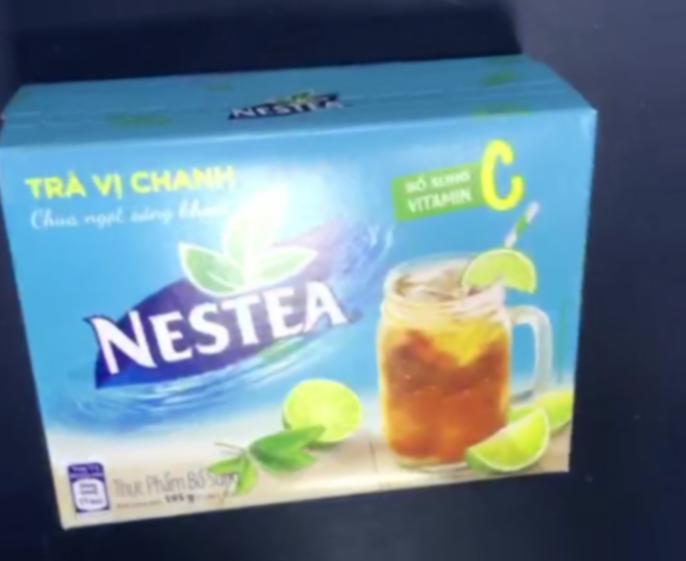 NESTEA
TRÀ VỊ CHANH
Chua ngọt sảng khoái
BỔ SUNG
VITAMIN C
NESTEA
Thực Phẩm Bổ Sung